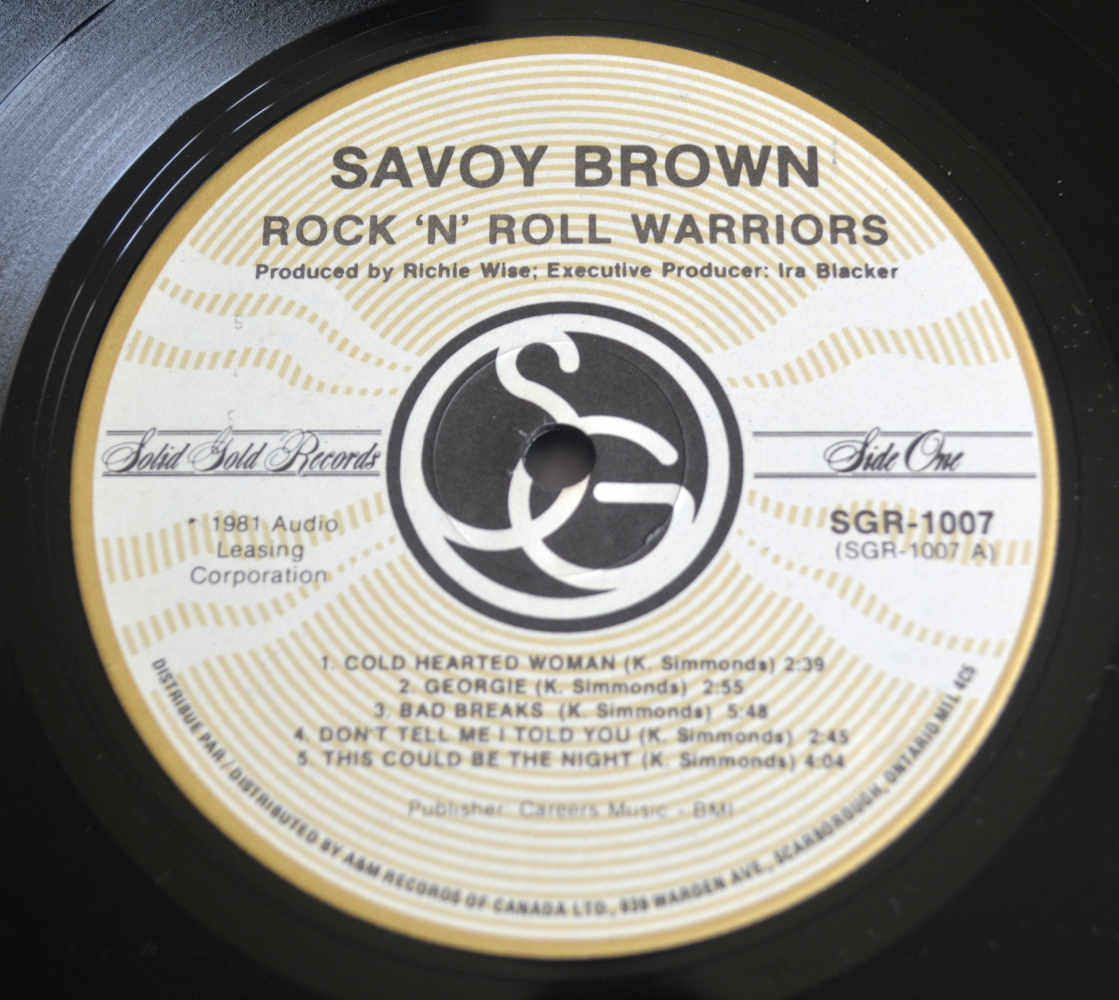 SAVOY BROWN
ROCK 'N' ROLL WARRIORS
Produced by Richie Wise; Executive Producer: Ira Blacker
Solid Gold Records
SG
Side One
* 1981 Audio
Leasing
Corporation
SGR-1007
(SGR-1007 A)
1. COLD HEARTED WOMAN (K. Simmonds) 2:39
2. GEORGIE (K. Simmonds) 2:55
3. BAD BREAKS (K. Simmonds) 5:48
4. DON'T TELL ME I TOLD YOU (K. Simmonds) 2:45
5. THIS COULD BE THE NIGHT (K. Simmonds) 4:04
Publisher: Careers Music - BMI
DISTRIBUE PAR / DISTRIBUTED BY A&M RECORDS OF CANADA LTD., 939 WARDEN AVE., SCARBOROUGH, ONTARIO M1L 4C5